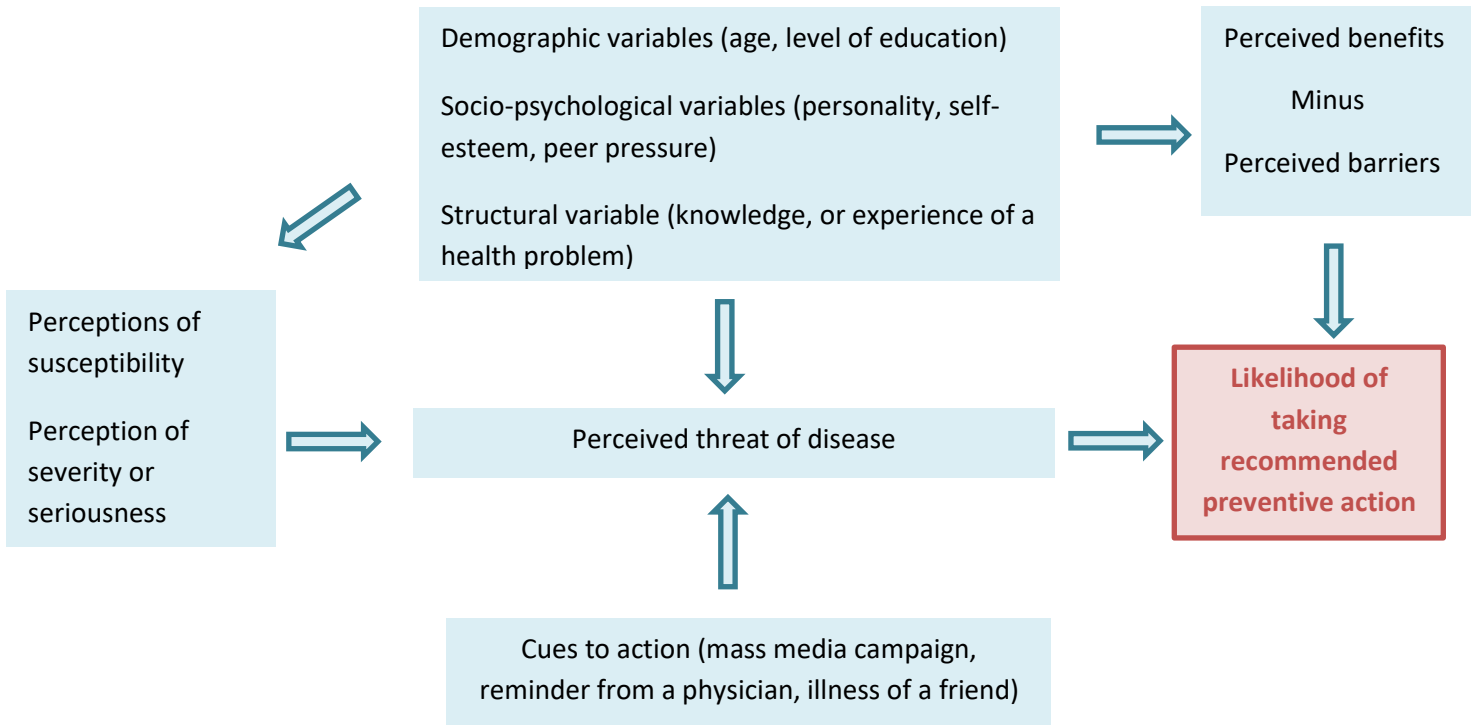 Demographic variables (age, level of education)
Socio-psychological variables (personality, self-
esteem, peer pressure)
Structural variable (knowledge, or experience of a
health problem)
Perceived benefits
Minus
Perceived barriers
Perceptions of
susceptibility
Perception of
severity or
seriousness
Perceived threat of disease
Likelihood of
taking
recommended
preventive action
Cues to action (mass media campaign,
reminder from a physician, illness of a friend)